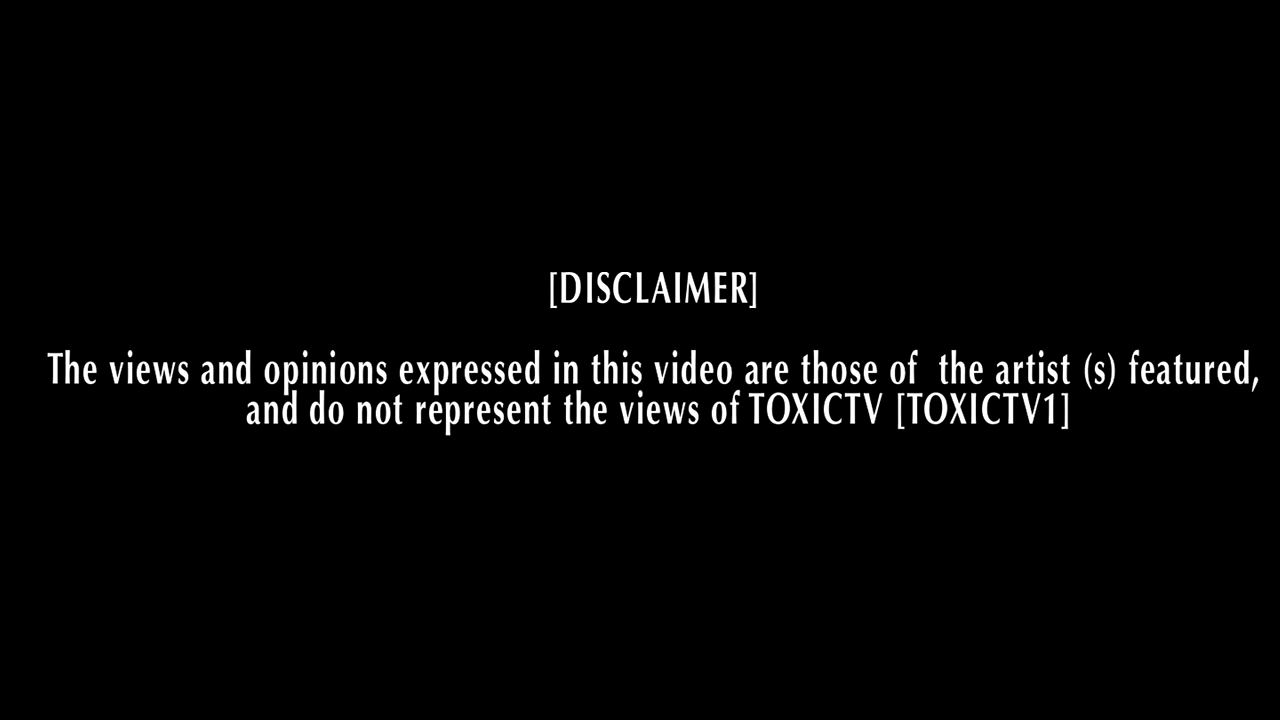 [DISCLAIMER]
The views and opinions expressed in this video are those of  the artist (s) featured,
and do not represent the views of TOXICTV [TOXICTV1]